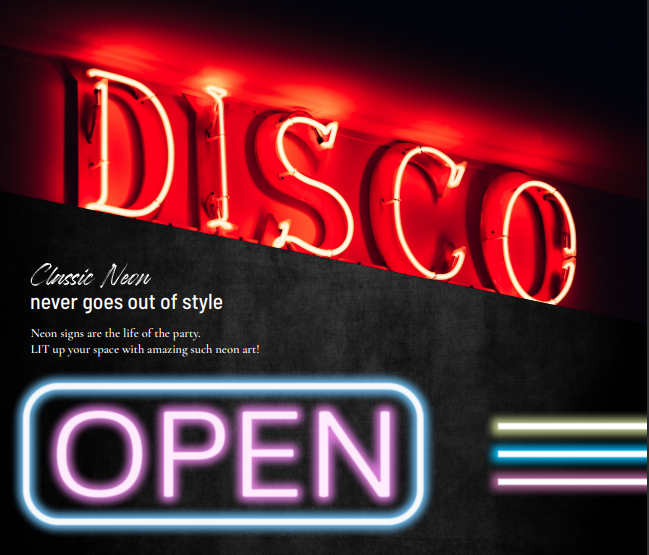 DISCO
Classic Neon
never goes out of style
Neon signs are the life of the party.
LIT up your space with amazing such neon art!
OPEN